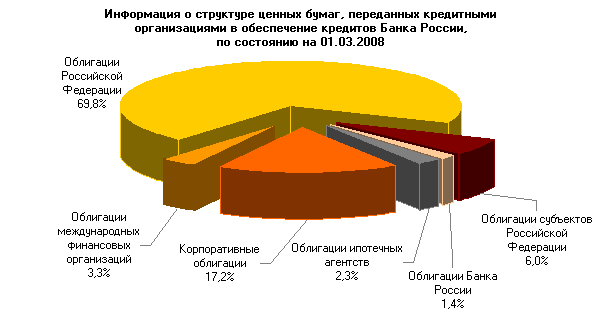 Информация о структуре ценных бумаг, переданных кредитными
организациями в обеспечение кредитов Банка России,
по состоянию на 01.03.2008
Облигации
Российской
Федерации
69,8%
Облигации
международных
финансовых
организаций
3,3%
Корпоративные
облигации
17,2%
Облигации ипотечных
агентств
2,3%
Облигации Банка
России
1,4%
Облигации субъектов
Российской
Федерации
6,0%